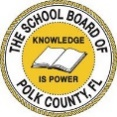 THE SCHOOL BOARD OF
KNOWLEDGE
IS POWER
POLK COUNTY, FL